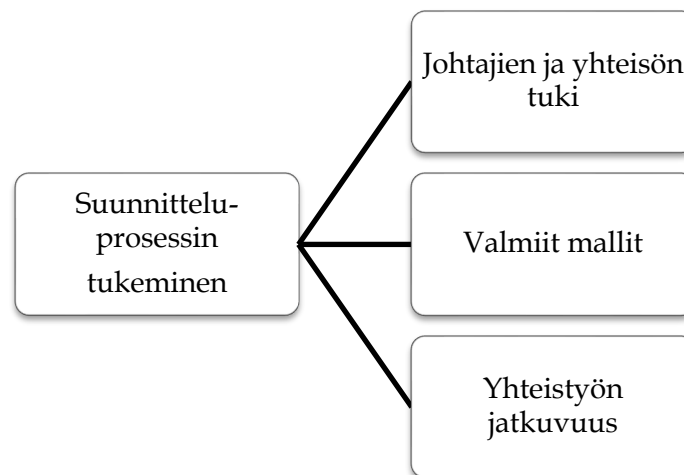 Suunnittelu-
prosessin
tukeminen
Johtajien ja yhteisön
tuki
Valmiit mallit
Yhteistyön
jatkuvuus